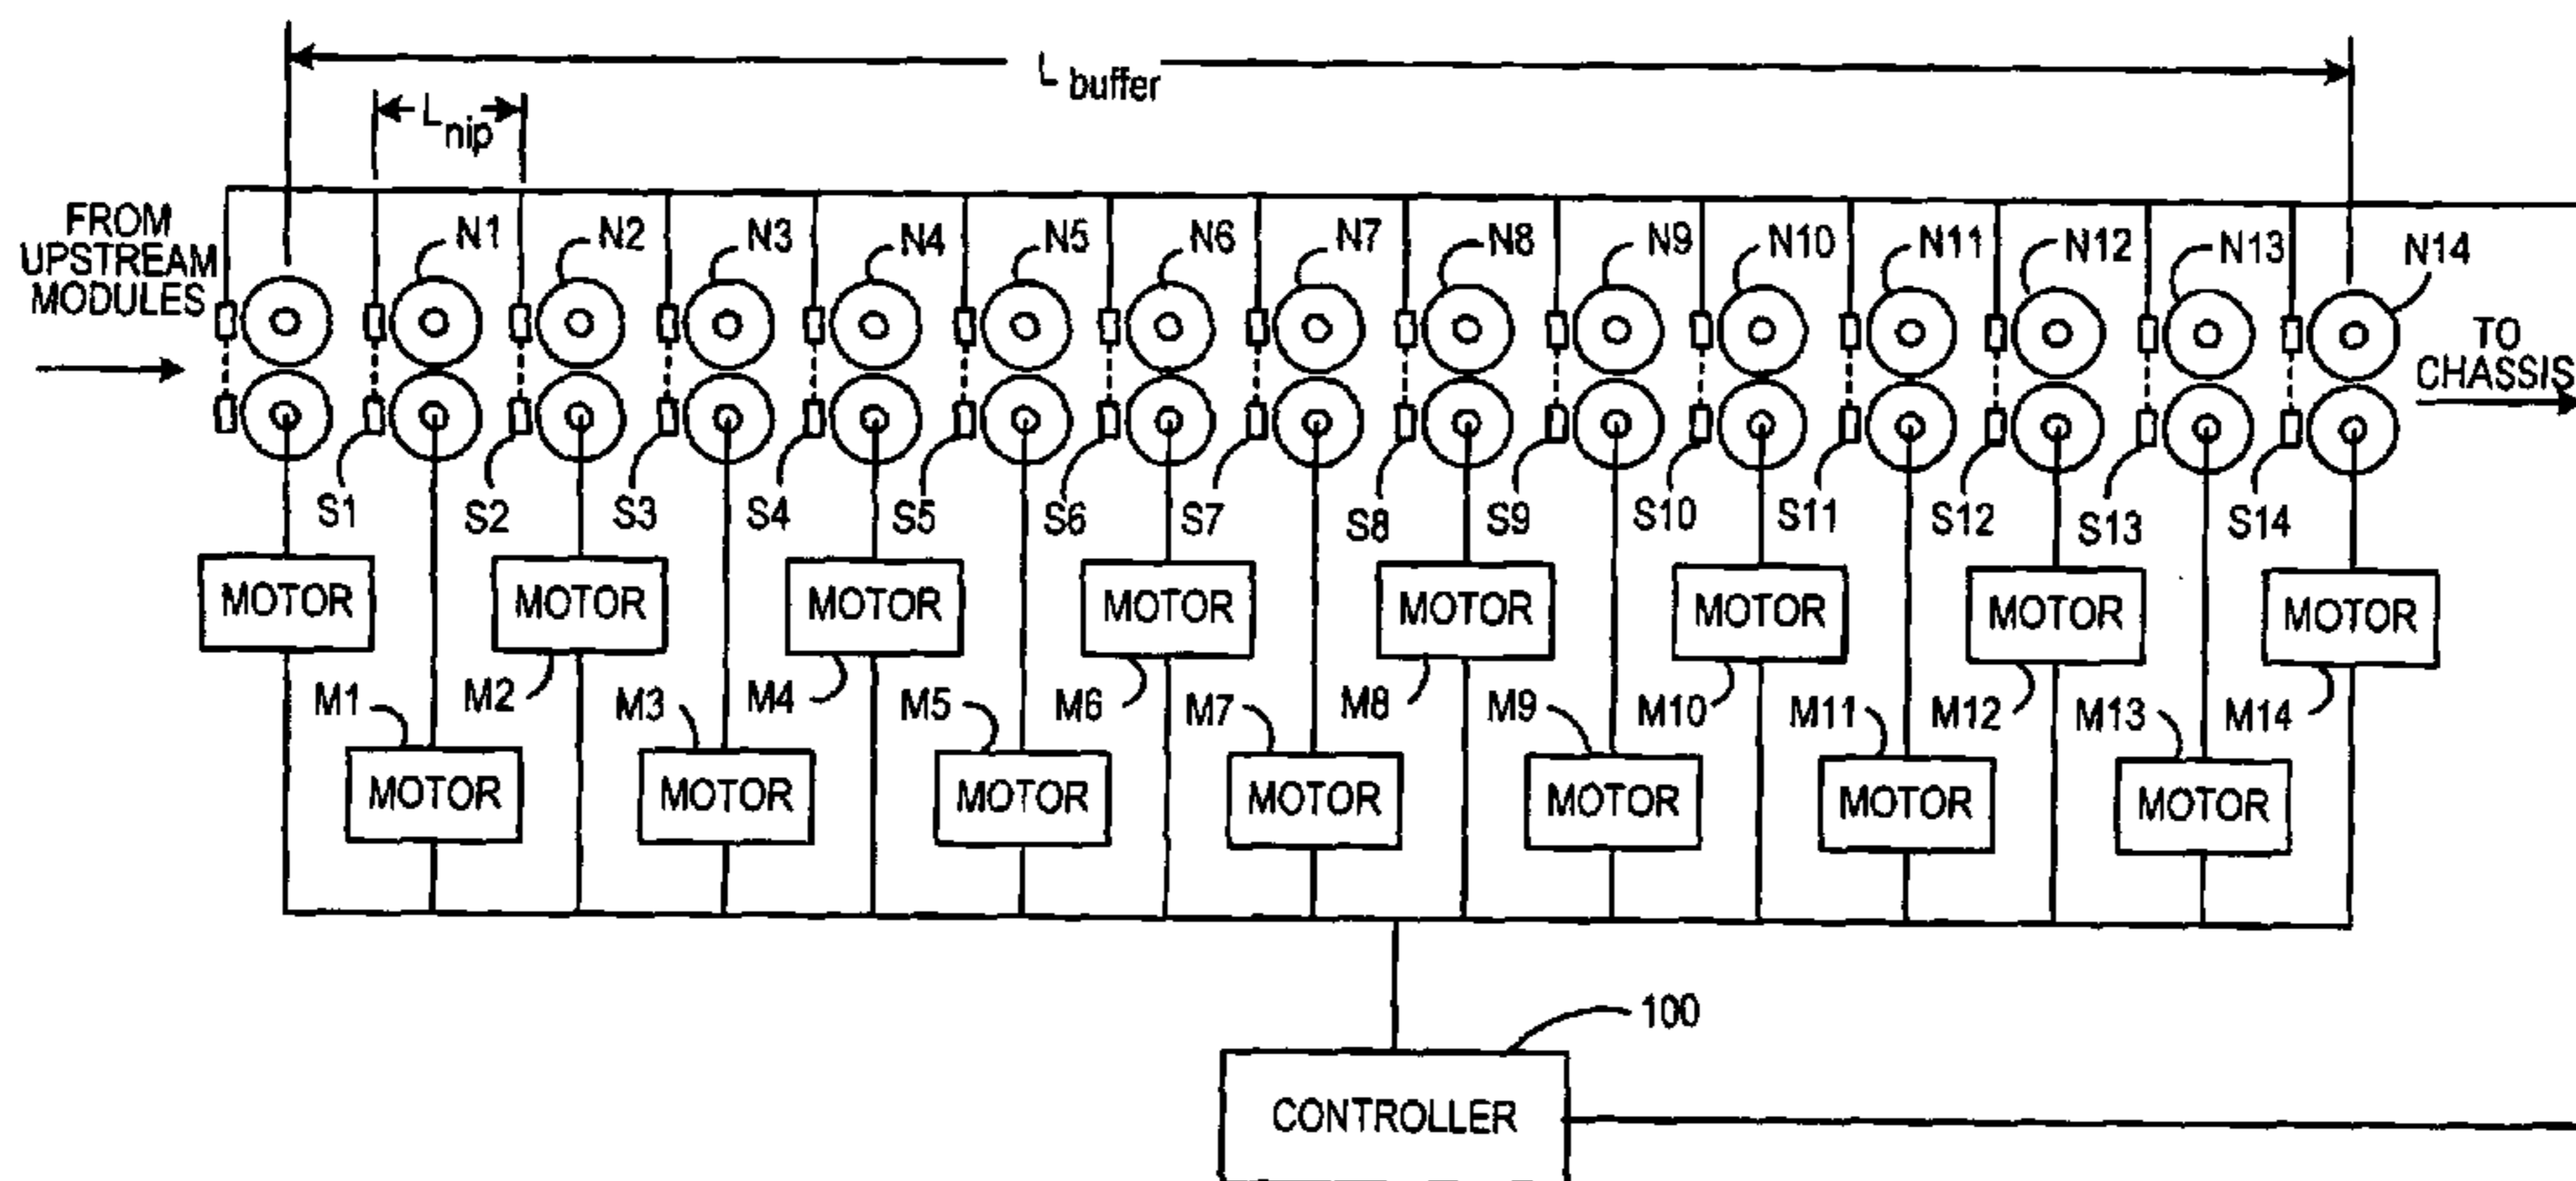 L buffer
L nip
FROM
UPSTREAM
MODULES
N1 N2 N3 N4 N5 N6 N7 N8 N9 N10 N11 N12 N13 N14
TO
CHASSIS
S1 S2 S3 S4 S5 S6 S7 S8 S9 S10 S11 S12 S13 S14
MOTOR MOTOR MOTOR MOTOR MOTOR MOTOR MOTOR MOTOR
M1 M2 M3 M4 M5 M6 M7 M8 M9 M10 M11 M12 M13 M14
MOTOR MOTOR MOTOR MOTOR MOTOR MOTOR MOTOR
100
CONTROLLER